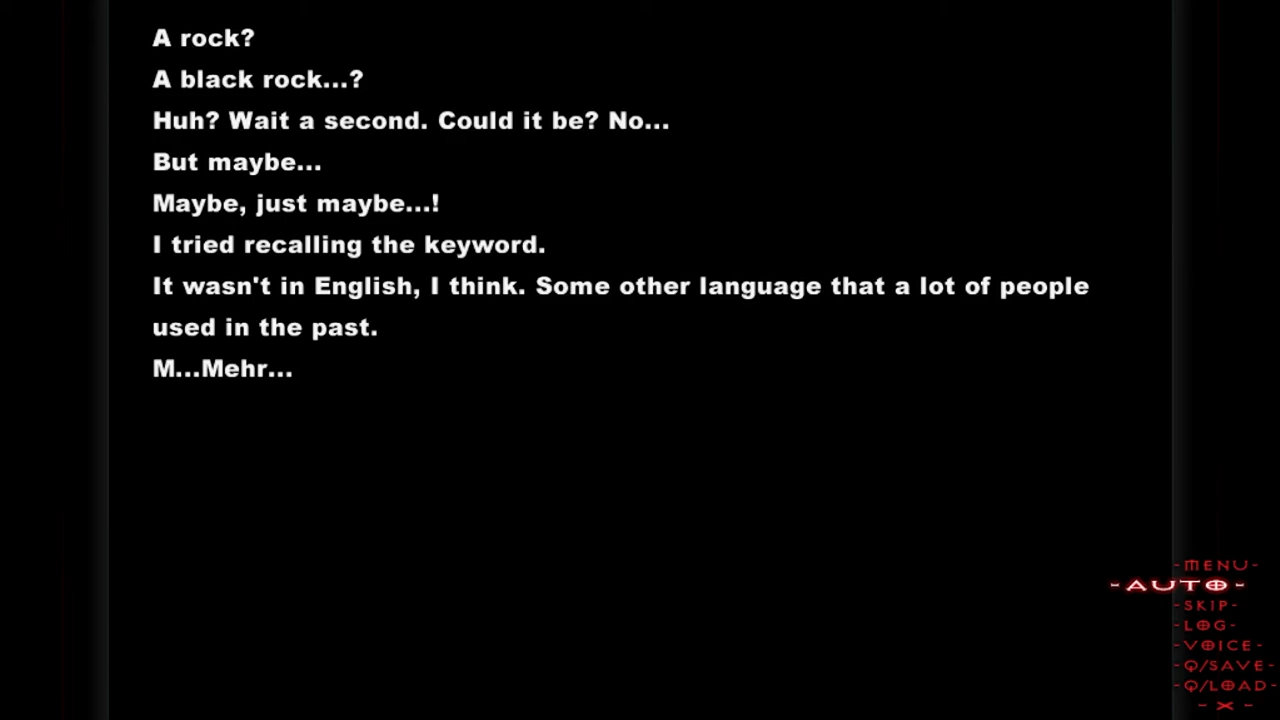 A rock?
A black rock...?
Huh? Wait a second. Could it be? No...
But maybe...
Maybe, just maybe...!
I tried recalling the keyword.
It wasn't in English, I think. Some other language that a lot of people
used in the past.
M...Mehr...
-MENU-
-AUTO-
-SKIP-
-LOG-
-VOICE-
-Q/SAVE-
-Q/LOAD-
-X-